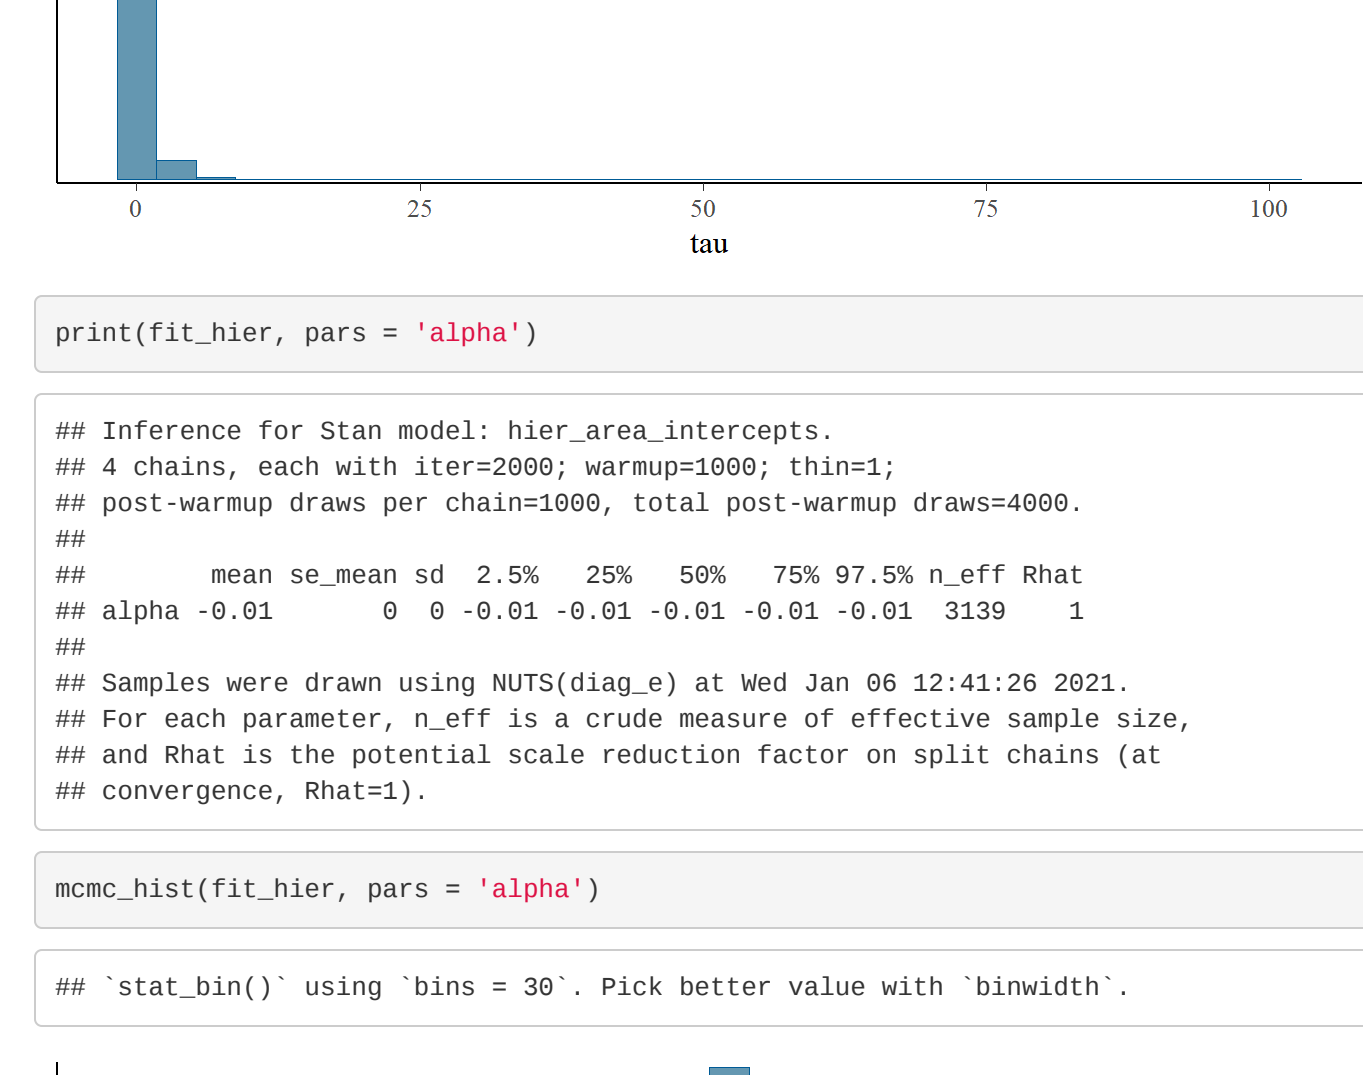 0 25 50 75 100
tau
print(fit_hier, pars = 'alpha')
## Inference for Stan model: hier_area_intercepts.
## 4 chains, each with iter=2000; warmup=1000; thin=1;
## post-warmup draws per chain=1000, total post-warmup draws=4000.
##
##        mean se_mean sd  2.5%   25%   50%   75% 97.5% n_eff Rhat
## alpha -0.01       0  0 -0.01 -0.01 -0.01 -0.01 -0.01  3139    1
##
## Samples were drawn using NUTS(diag_e) at Wed Jan 06 12:41:26 2021.
## For each parameter, n_eff is a crude measure of effective sample size,
## and Rhat is the potential scale reduction factor on split chains (at
## convergence, Rhat=1).
mcmc_hist(fit_hier, pars = 'alpha')
## `stat_bin()` using `bins = 30`. Pick better value with `binwidth`.